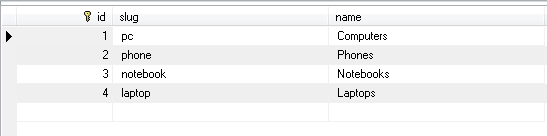 id slug name
1 pc Computers
2 phone Phones
3 notebook Notebooks
4 laptop Laptops